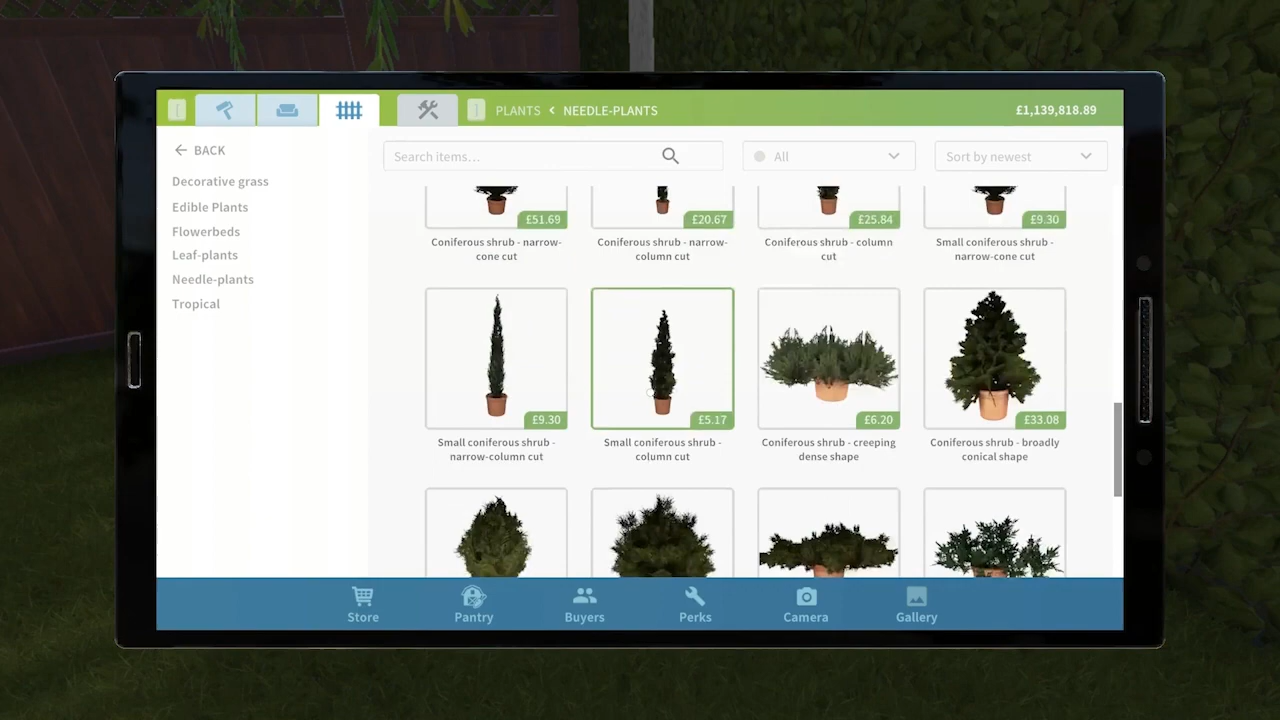 PLANTS < NEEDLE-PLANTS
£1,139,818.89
BACK
Search items...
All
Sort by newest
Decorative grass
Edible Plants
Flowerbeds
Leaf-plants
Needle-plants
Tropical
£51.69
£20.67
£25.84
£9.30
Coniferous shrub - narrow-
cone cut
Coniferous shrub - narrow-
column cut
Coniferous shrub - column
cut
Small coniferous shrub -
narrow-cone cut
£9.30
£5.17
£6.20
£33.08
Small coniferous shrub -
narrow-column cut
Small coniferous shrub -
column cut
Coniferous shrub - creeping
dense shape
Coniferous shrub - broadly
conical shape
Store
Pantry
Buyers
Perks
Camera
Gallery